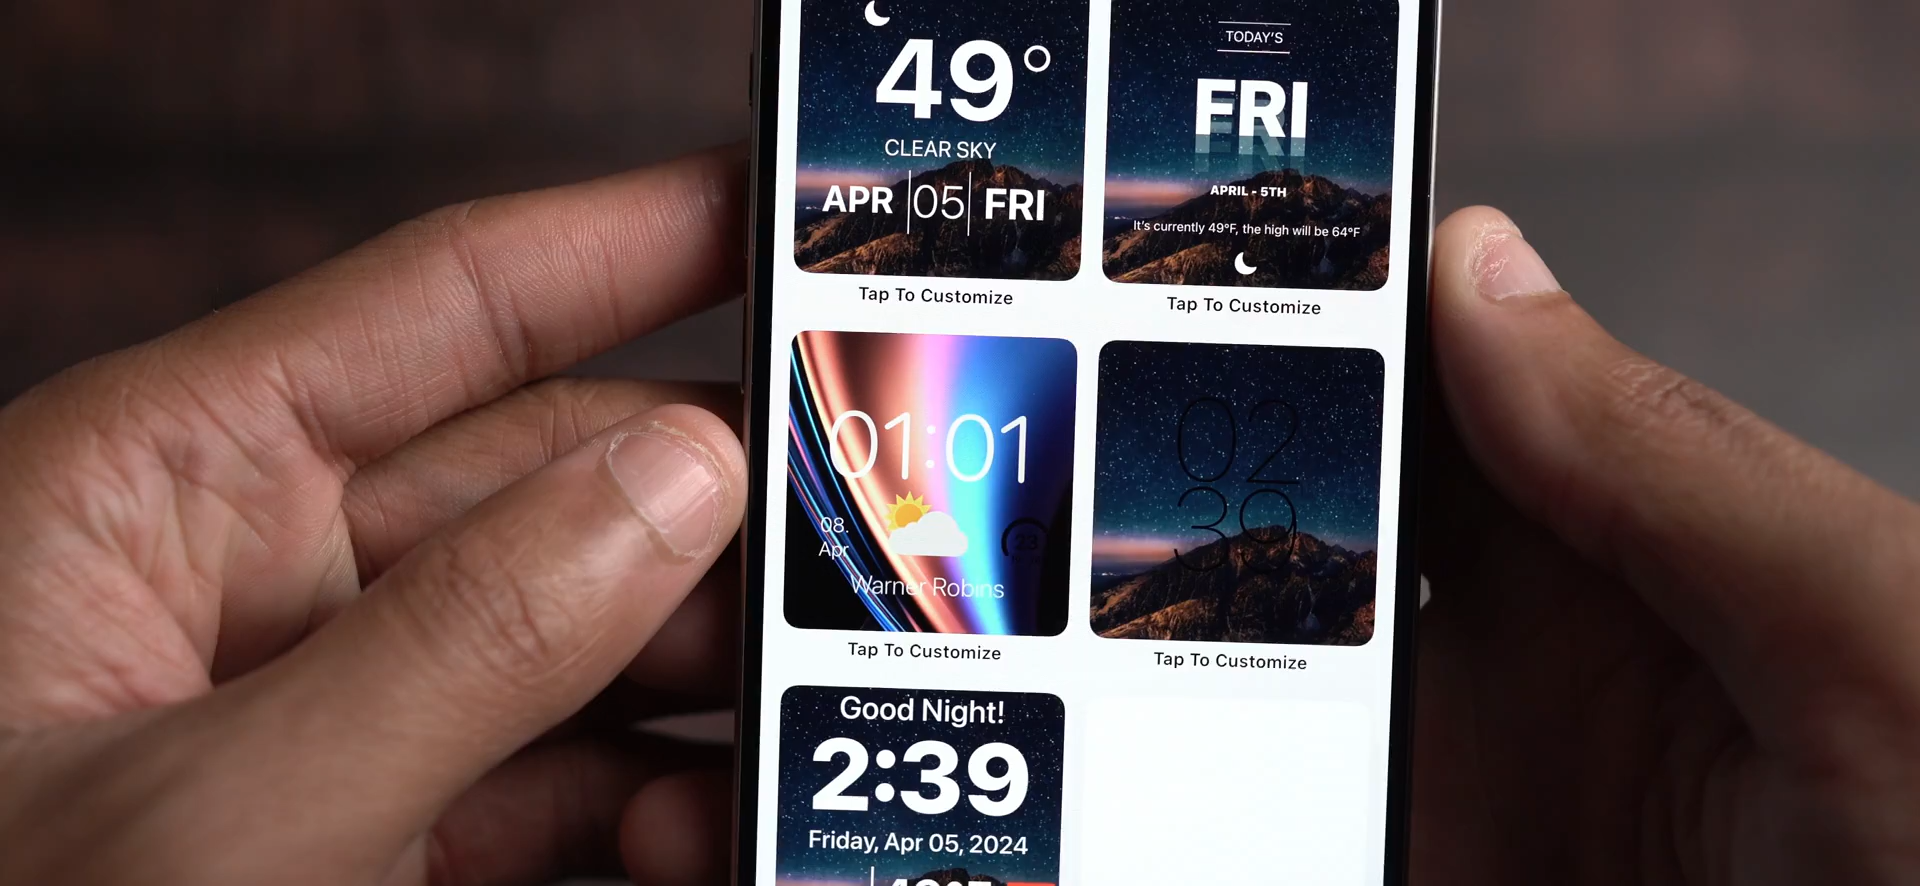 49°
CLEAR SKY
APR 05 FRI
Tap To Customize
TODAY'S
FRI
APRIL - 5TH
It's currently 49°F, the high will be 64°F
Tap To Customize
01:01
08.
Apr
23
Warner Robins
Tap To Customize
02
39
Tap To Customize
Good Night!
2:39
Friday, Apr 05, 2024